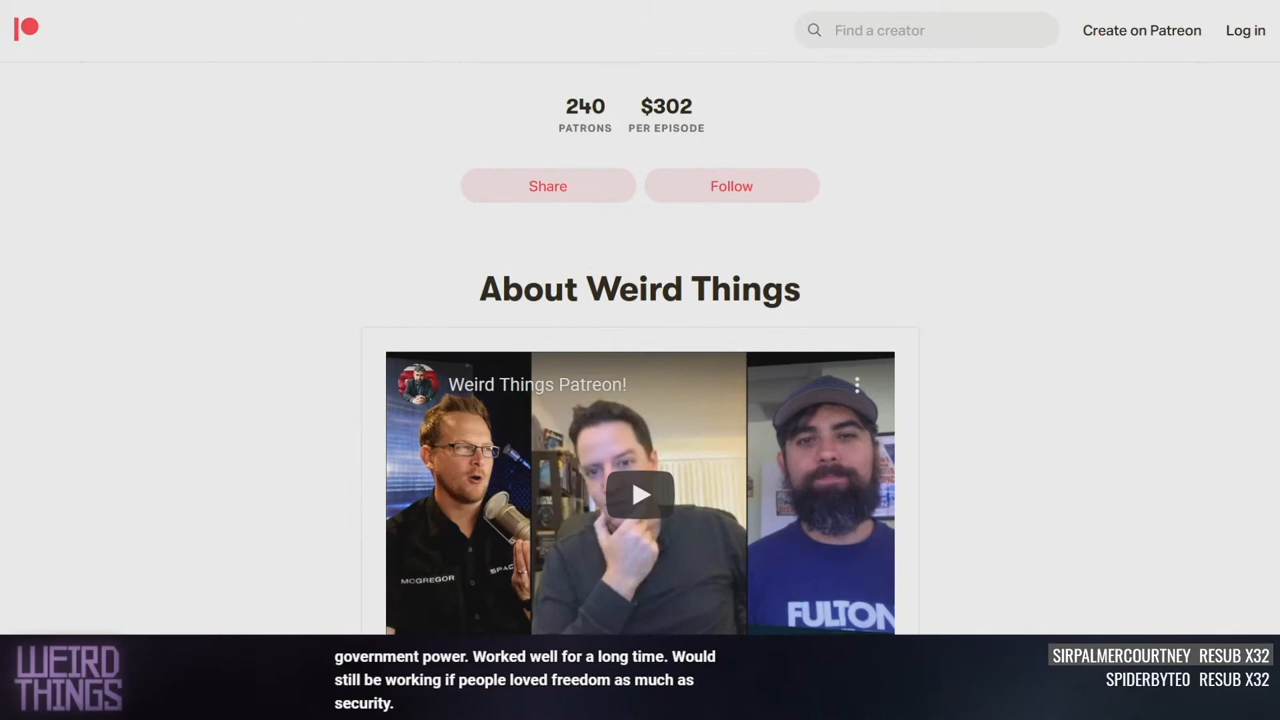 Find a creator
Create on Patreon
Log in
240
$302
PATRONS
PER EPISODE
Share
Follow
About Weird Things
Weird Things Patreon!
MCGREGOR
SPAC
FULTON
WEIRD
THINGS
government power. Worked well for a long time. Would
still be working if people loved freedom as much as
security.
SIRPALMERCOURTNEY RESUB X32
SPIDERBYTE0 RESUB X32